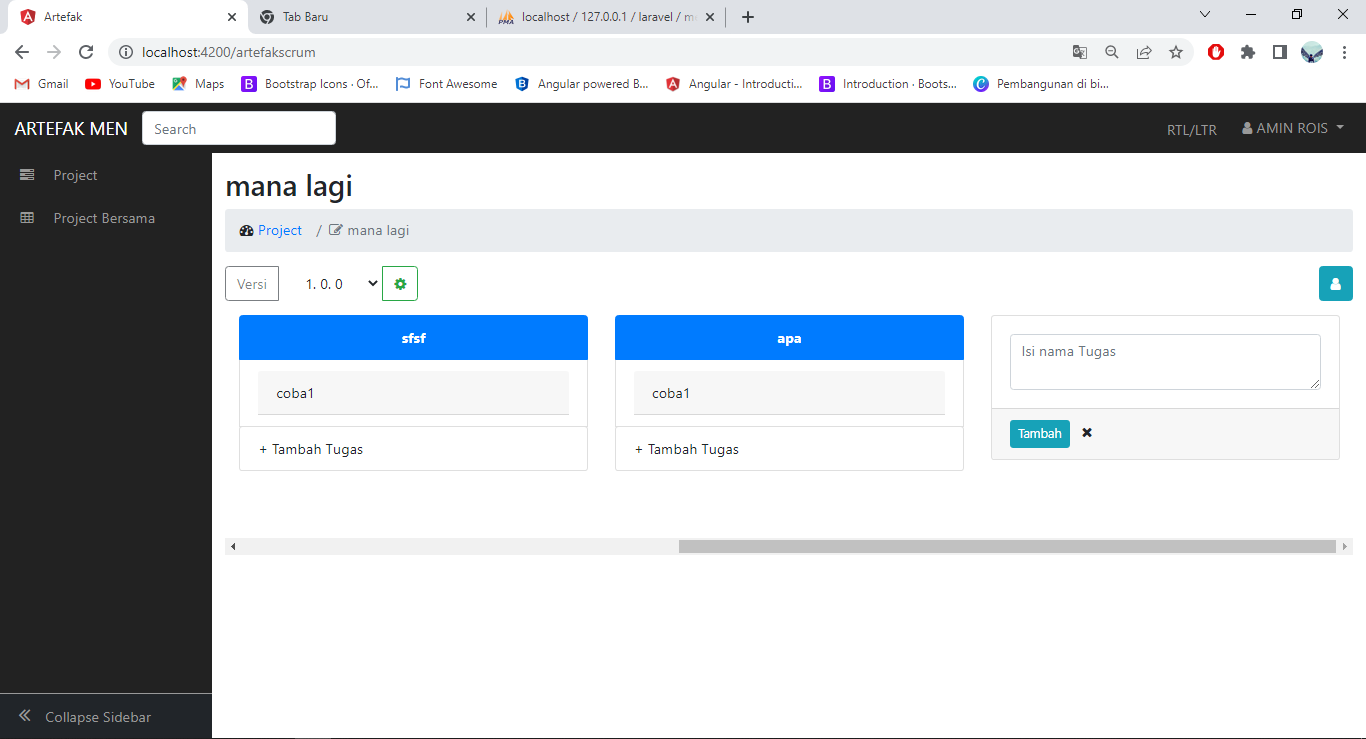 Artefak
Tab Baru
localhost / 127.0.0.1 / laravel / m
localhost:4200/artefakscrum
Gmail
YouTube
Maps
Bootstrap Icons · Of...
Font Awesome
Angular powered B...
Angular - Introducti...
Introduction · Boots...
Pembangunan di bi...
ARTEFAK MEN
Search
RTL/LTR
AMIN ROIS
Project
Project Bersama
mana lagi
Project / mana lagi
Versi
1. 0. 0
sfsf
apa
Isi nama Tugas
coba1
coba1
Tambah
+ Tambah Tugas
+ Tambah Tugas
Collapse Sidebar